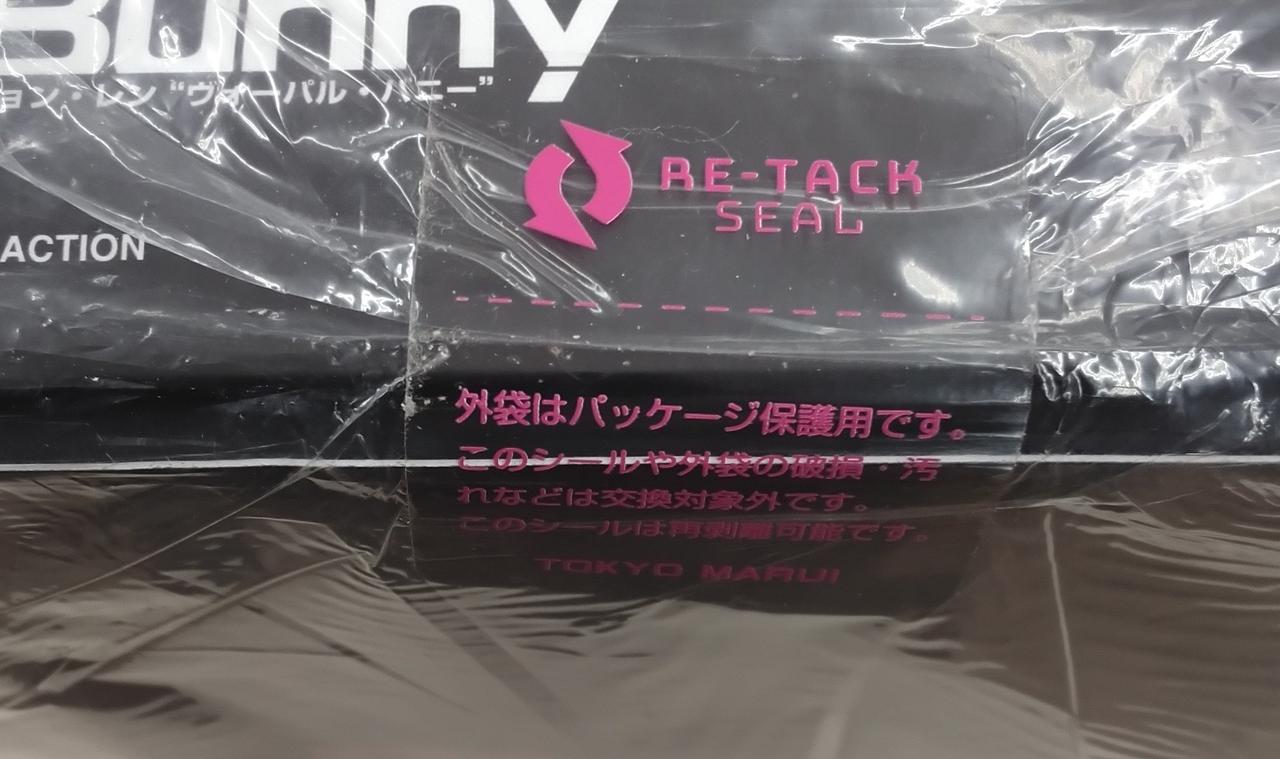 Bunny
ョン・レン “ヴォーパル・バニー”
ACTION
RE-TACK
SEAL
外袋はパッケージ保護用です。
このシールや外袋の破損・汚
れなどは交換対象外です。
このシールは再剥離可能です。
TOKYO MARUI